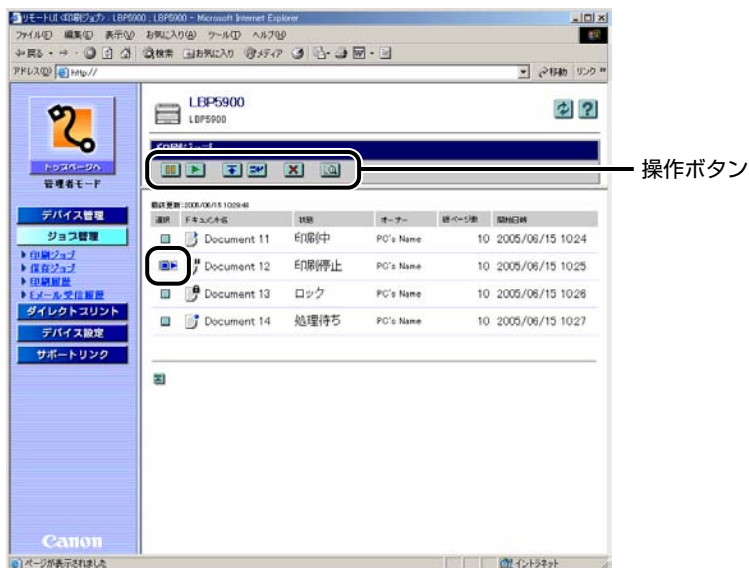 リモートUI <印刷ジョブ> : LBP5900 ; LBP5900 - Microsoft Internet Explorer
ファイル(F) 編集(E) 表示(V) お気に入り(A) ツール(T) ヘルプ(H)
戻る 検索 お気に入り メディア
アドレス(D) http:// 移動 リンク
LBP5900
LBP5900
トップページへ
管理者モード
操作ボタン
デバイス管理
ジョブ管理
印刷ジョブ
保存ジョブ
印刷履歴
Eメール受信履歴
ダイレクトプリント
デバイス設定
サポートリンク
最終更新 :2005/06/15 10:29:48
選択 ドキュメント名 状態 オーナー 総ページ数 開始日時
Document 11 印刷中 PC's Name 10 2005/06/15 10:24
Document 12 印刷停止 PC's Name 10 2005/06/15 10:25
Document 13 ロック PC's Name 10 2005/06/15 10:26
Document 14 処理待ち PC's Name 10 2005/06/15 10:27
Canon
ページが表示されました
イントラネット